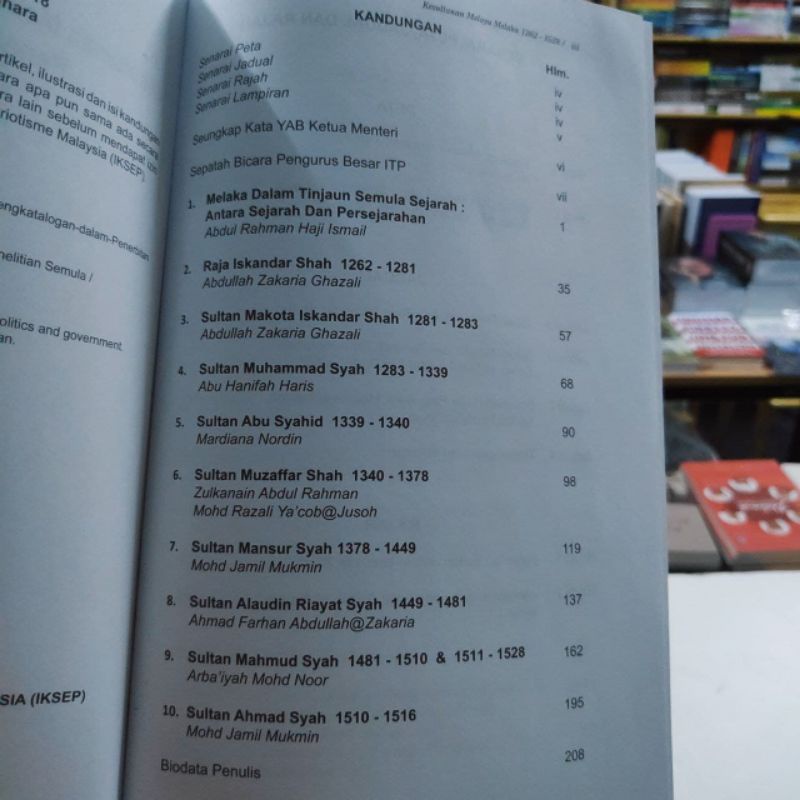 nara
rtikel, ilustrasi dan isi kandungan
ara apa pun sama ada secara
ra lain sebelum mendapat izin
riotisme Malaysia (IKSEP)
engkatalogan-dalam-Penerbitan
nelitian Semula /
olitics and government
an.
SIA (IKSEP)
Kesultanan Melayu Melaka 1262 - 1528 / iii
KANDUNGAN
Hlm.
Senarai Peta iv
Senarai Jadual iv
Senarai Rajah iv
Senarai Lampiran v
Seungkap Kata YAB Ketua Menteri vi
Sepatah Bicara Pengurus Besar ITP vii
1. Melaka Dalam Tinjaun Semula Sejarah :
Antara Sejarah Dan Persejarahan 1
Abdul Rahman Haji Ismail
2. Raja Iskandar Shah 1262 - 1281 35
Abdullah Zakaria Ghazali
3. Sultan Makota Iskandar Shah 1281 - 1283 57
Abdullah Zakaria Ghazali
4. Sultan Muhammad Syah 1283 - 1339 68
Abu Hanifah Haris
5. Sultan Abu Syahid 1339 - 1340 90
Mardiana Nordin
6. Sultan Muzaffar Shah 1340 - 1378 98
Zulkanain Abdul Rahman
Mohd Razali Ya'cob@Jusoh
7. Sultan Mansur Syah 1378 - 1449 119
Mohd Jamil Mukmin
8. Sultan Alaudin Riayat Syah 1449 - 1481 137
Ahmad Farhan Abdullah@Zakaria
9. Sultan Mahmud Syah 1481 - 1510 & 1511 - 1528 162
Arba'iyah Mohd Noor
10. Sultan Ahmad Syah 1510 - 1516 195
Mohd Jamil Mukmin
Biodata Penulis 208